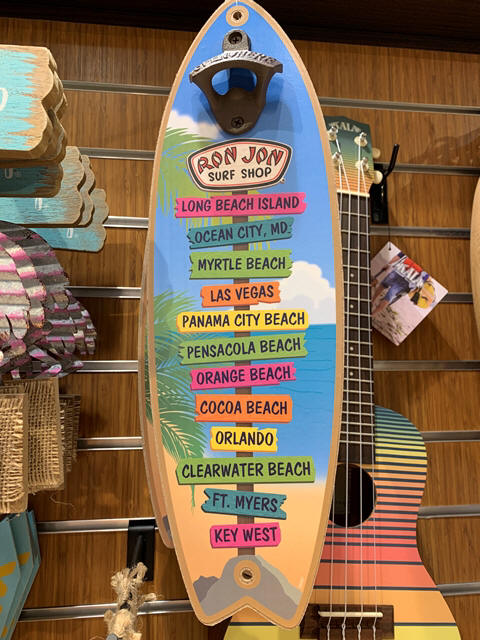 RON JON
SURF SHOP
LONG BEACH ISLAND
OCEAN CITY, MD
MYRTLE BEACH
LAS VEGAS
PANAMA CITY BEACH
PENSACOLA BEACH
ORANGE BEACH
COCOA BEACH
ORLANDO
CLEARWATER BEACH
FT. MYERS
KEY WEST